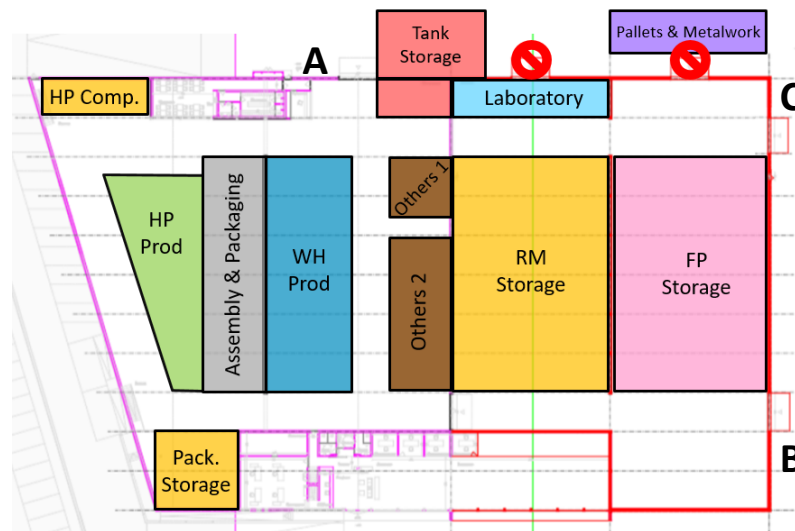 A
Tank
Storage
Pallets & Metalwork
HP Comp.
Laboratory
C
HP
Prod
Assembly & Packaging
WH
Prod
Others 1
Others 2
RM
Storage
FP
Storage
Pack.
Storage
B